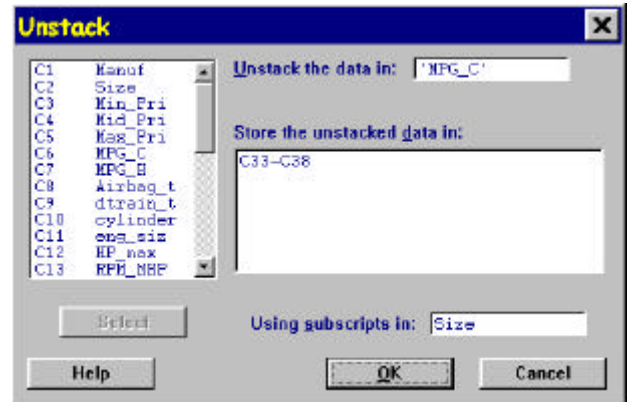 Unstack
C1 Manuf
C2 Size
C3 Min_Pri
C4 Mid_Pri
C5 Max_Pri
C6 MPG_C
C7 MPG_H
C8 Airbag_t
C9 dtrain_t
C10 cylinder
C11 eng_siz
C12 HP_max
C13 RPM_MHP
Unstack the data in: 'MPG_C'
Store the unstacked data in:
C33-C38
Select
Using subscripts in: Size
Help
OK
Cancel